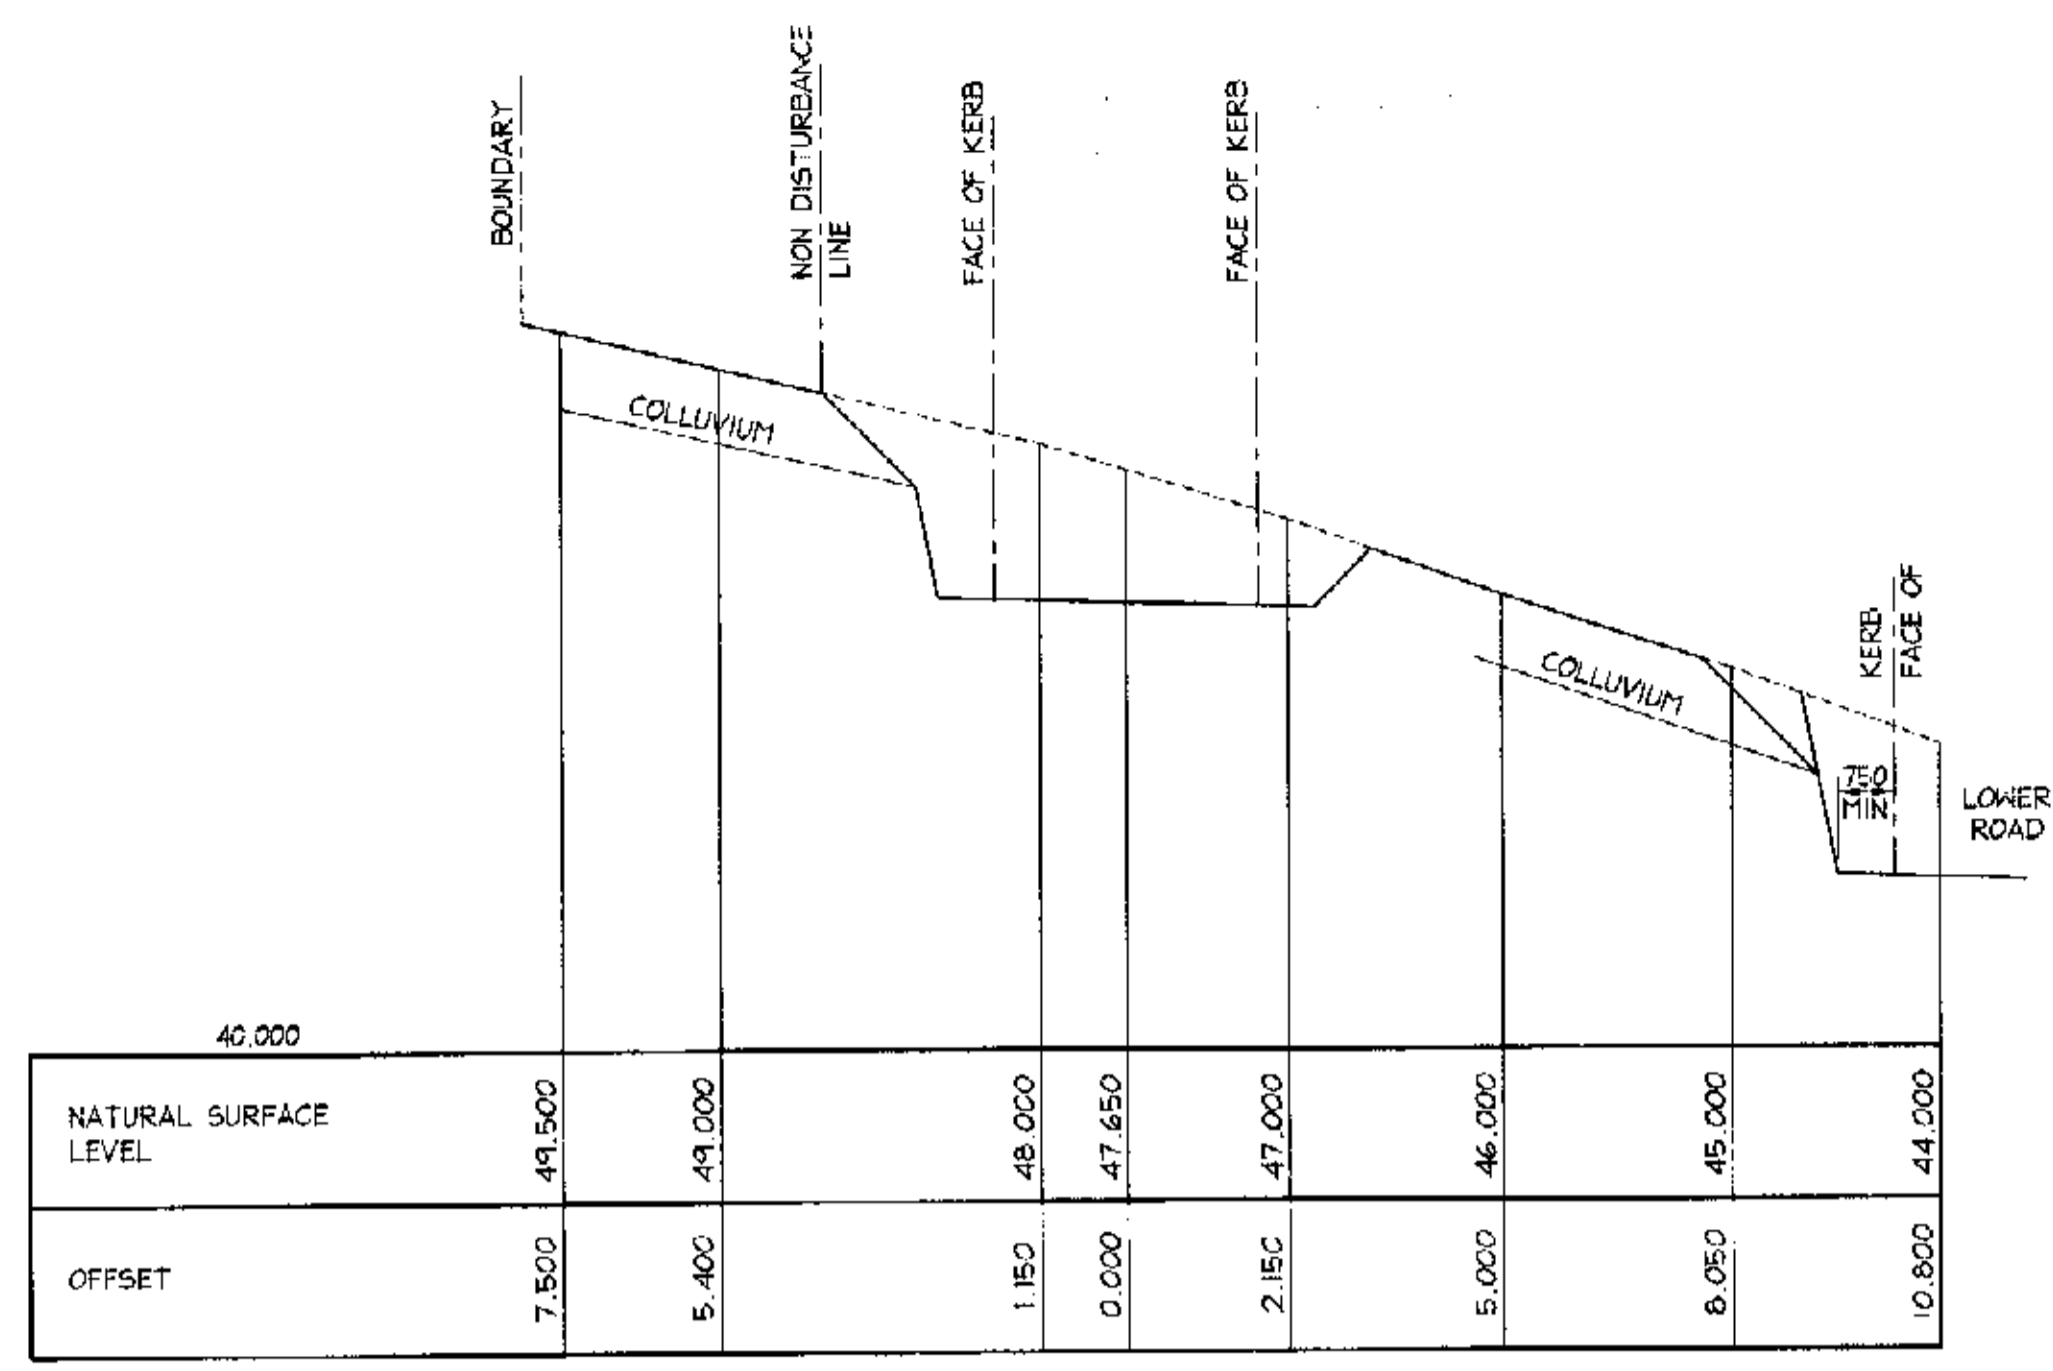 BOUNDARY
NON DISTURBANCE
LINE
FACE OF KERB
FACE OF KERB
COLLUVIUM
KERB
FACE OF
COLLUVIUM
750
MIN
LOWER
ROAD
40.000
NATURAL SURFACE
LEVEL
49.500
49.000
48.000
47.650
47.000
46.000
45.000
44.000
OFFSET
7.500
5.400
1.150
0.000
2.150
5.000
8.050
10.800